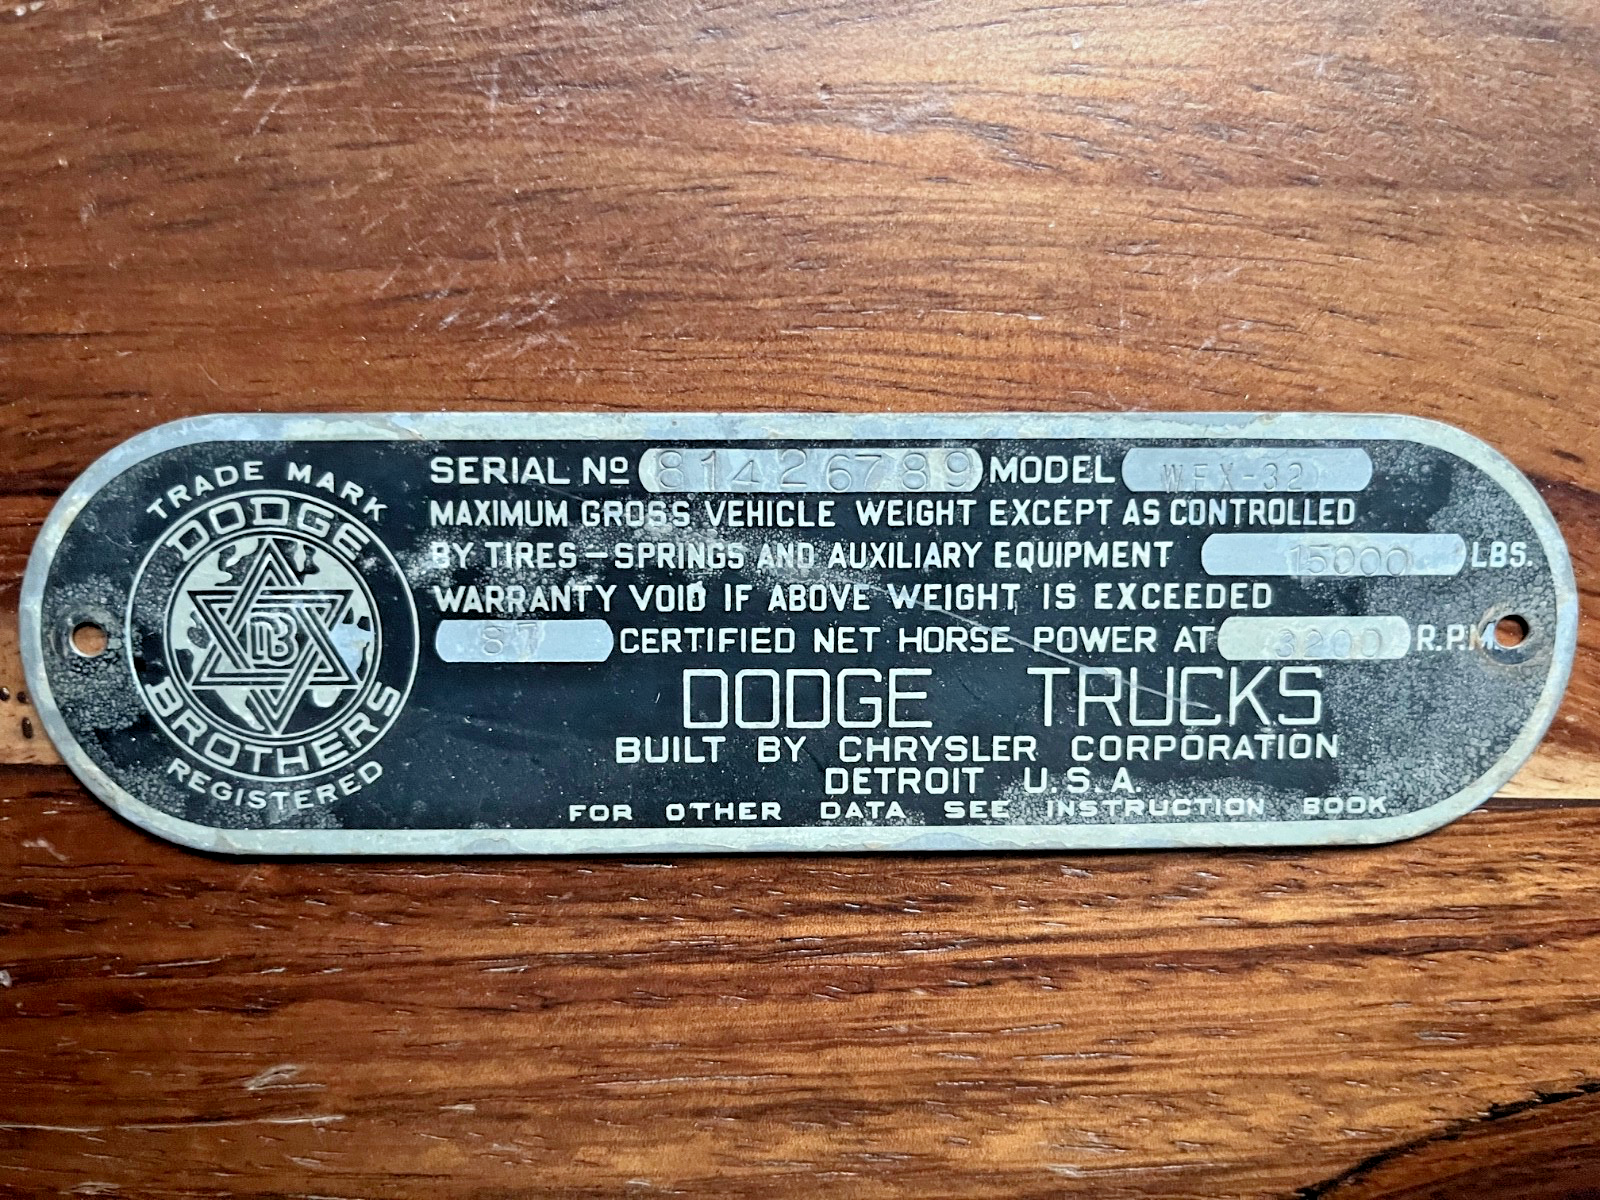 TRADE MARK
DODGE
DB
BROTHERS
REGISTERED
SERIAL Nº 81426789 MODEL WFX-32
MAXIMUM GROSS VEHICLE WEIGHT EXCEPT AS CONTROLLED
BY TIRES-SPRINGS AND AUXILIARY EQUIPMENT 15000 LBS.
WARRANTY VOID IF ABOVE WEIGHT IS EXCEEDED
87 CERTIFIED NET HORSE POWER AT 3200 R.P.M.
DODGE TRUCKS
BUILT BY CHRYSLER CORPORATION
DETROIT U.S.A.
FOR OTHER DATA SEE INSTRUCTION BOOK